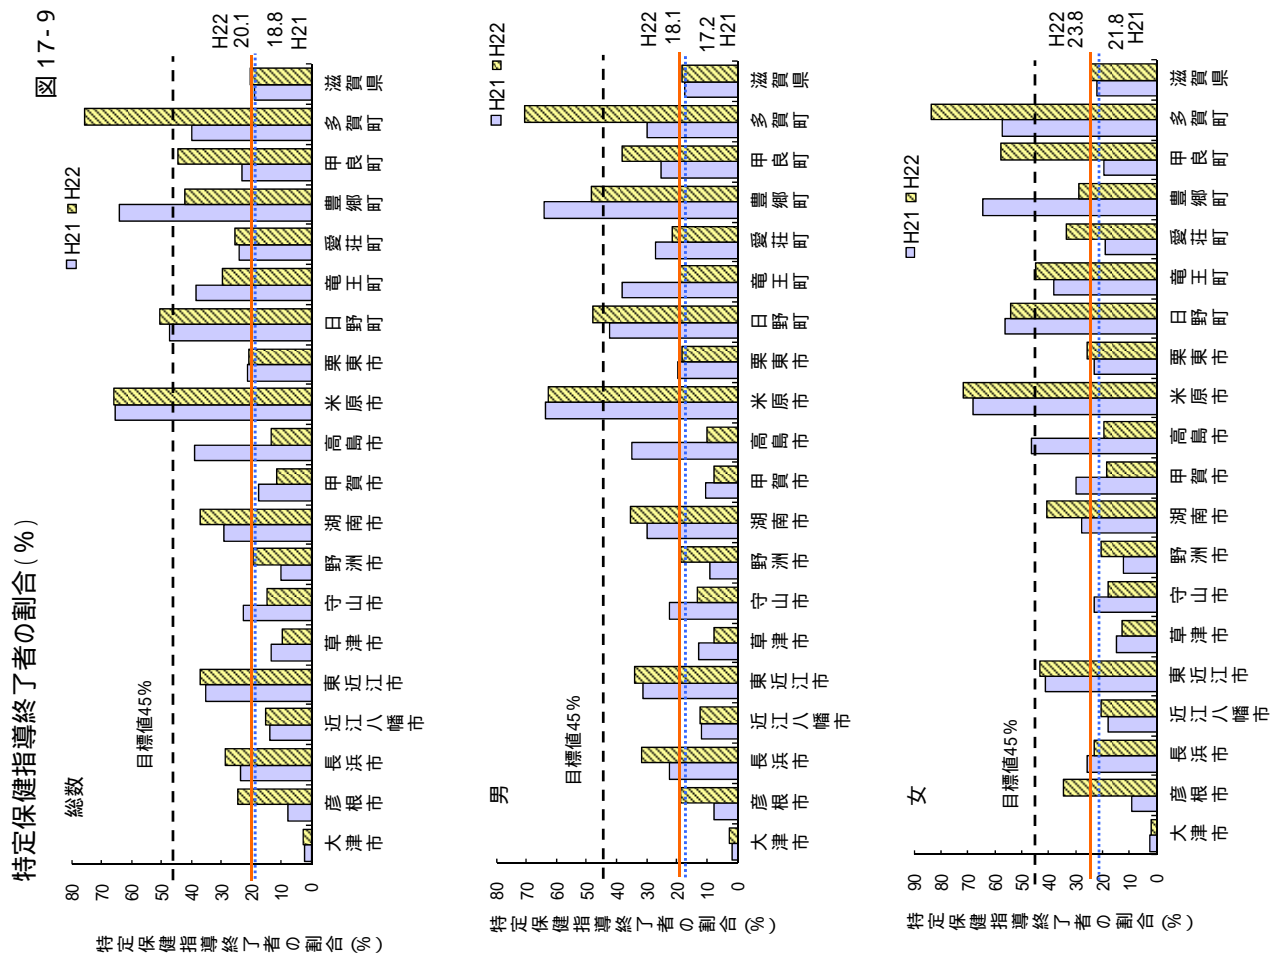 図17-9
特定保健指導終了者の割合(%)
総数
H21 H22
目標値45%
H22
20.1
18.8
H21
80
70
60
50
40
30
20
10
0
特定保健指導終了者の割合(%)
大津市
彦根市
長浜市
近江八幡市
東近江市
草津市
守山市
野洲市
湖南市
甲賀市
高島市
米原市
栗東市
日野町
竜王町
愛荘町
豊郷町
甲良町
多賀町
滋賀県
男
H21 H22
目標値45%
H22
18.1
17.2
H21
80
70
60
50
40
30
20
10
0
特定保健指導終了者の割合(%)
大津市
彦根市
長浜市
近江八幡市
東近江市
草津市
守山市
野洲市
湖南市
甲賀市
高島市
米原市
栗東市
日野町
竜王町
愛荘町
豊郷町
甲良町
多賀町
滋賀県
女
H21 H22
目標値45%
H22
23.8
21.8
H21
90
80
70
60
50
40
30
20
10
0
特定保健指導終了者の割合(%)
大津市
彦根市
長浜市
近江八幡市
東近江市
草津市
守山市
野洲市
湖南市
甲賀市
高島市
米原市
栗東市
日野町
竜王町
愛荘町
豊郷町
甲良町
多賀町
滋賀県